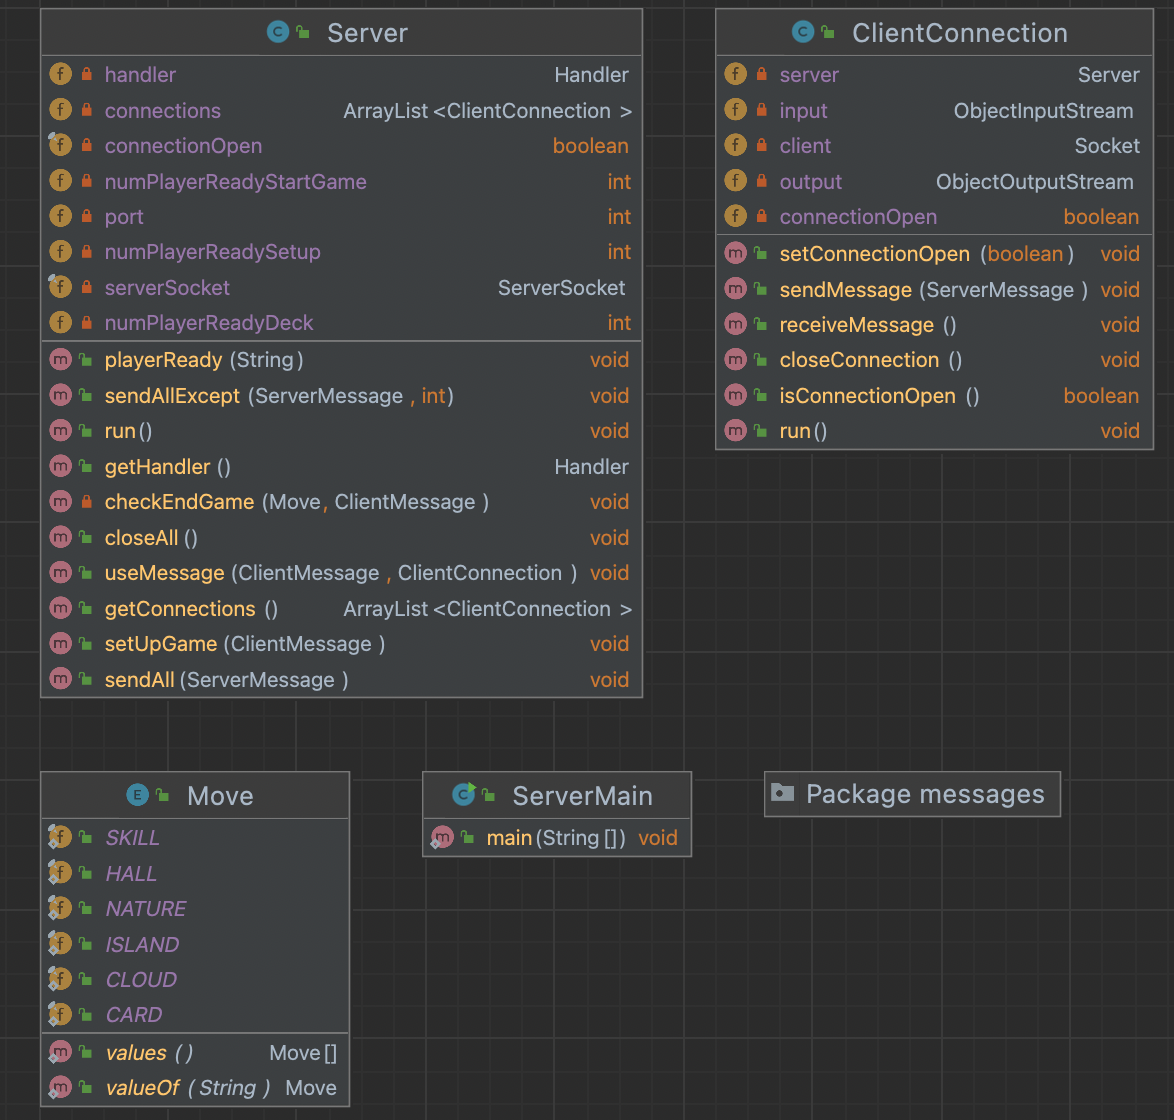 Server
handler Handler
connections ArrayList<ClientConnection >
connectionOpen boolean
numPlayerReadyStartGame int
port int
numPlayerReadySetup int
serverSocket ServerSocket
numPlayerReadyDeck int
playerReady (String) void
sendAllExcept (ServerMessage , int) void
run() void
getHandler () Handler
checkEndGame (Move, ClientMessage ) void
closeAll () void
useMessage (ClientMessage , ClientConnection ) void
getConnections () ArrayList<ClientConnection >
setUpGame (ClientMessage ) void
sendAll (ServerMessage ) void
ClientConnection
server Server
input ObjectInputStream
client Socket
output ObjectOutputStream
connectionOpen boolean
setConnectionOpen (boolean ) void
sendMessage (ServerMessage ) void
receiveMessage () void
closeConnection () void
isConnectionOpen () boolean
run() void
Move
SKILL
HALL
NATURE
ISLAND
CLOUD
CARD
values () Move[]
valueOf (String ) Move
ServerMain
main(String[]) void
Package messages